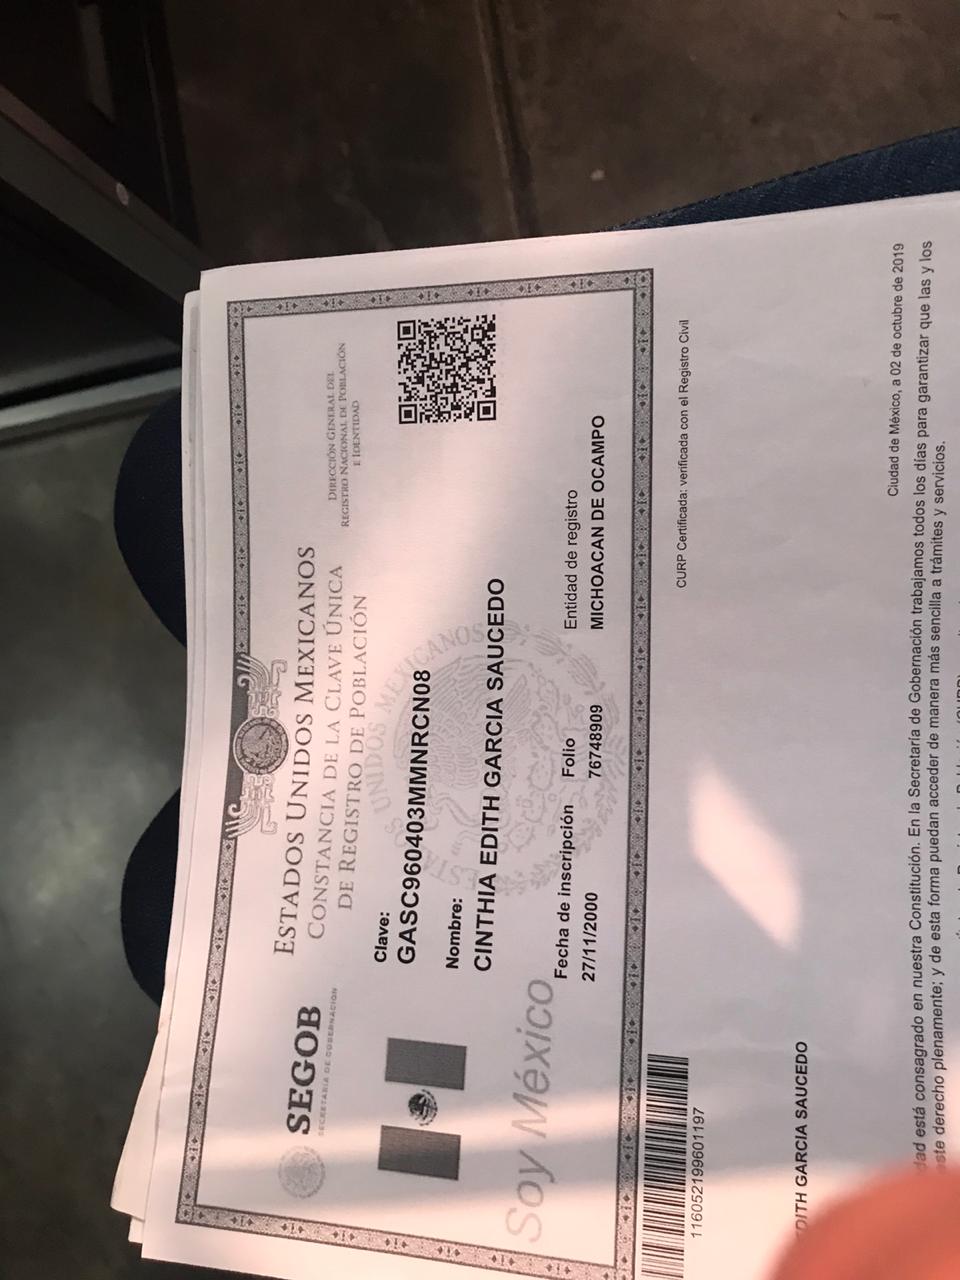 SEGOB
SECRETARÍA DE GOBERNACIÓN
ESTADOS UNIDOS MEXICANOS
CONSTANCIA DE LA CLAVE ÚNICA
DE REGISTRO DE POBLACIÓN
DIRECCIÓN GENERAL DEL
REGISTRO NACIONAL DE POBLACIÓN
E IDENTIDAD
Clave:
GASC960403MMNRCN08
Nombre:
CINTHIA EDITH GARCIA SAUCEDO
Fecha de inscripción Folio Entidad de registro
27/11/2000 76748909 MICHOACAN DE OCAMPO
Soy México
ESTADOS UNIDOS MEXICANOS
116052199601197
CURP Certificada: verificada con el Registro Civil
DITH GARCIA SAUCEDO
Ciudad de México, a 02 de octubre de 2019
dad está consagrado en nuestra Constitución. En la Secretaría de Gobernación trabajamos todos los días para garantizar que las y los
ste derecho plenamente; y de esta forma puedan acceder de manera más sencilla a trámites y servicios.